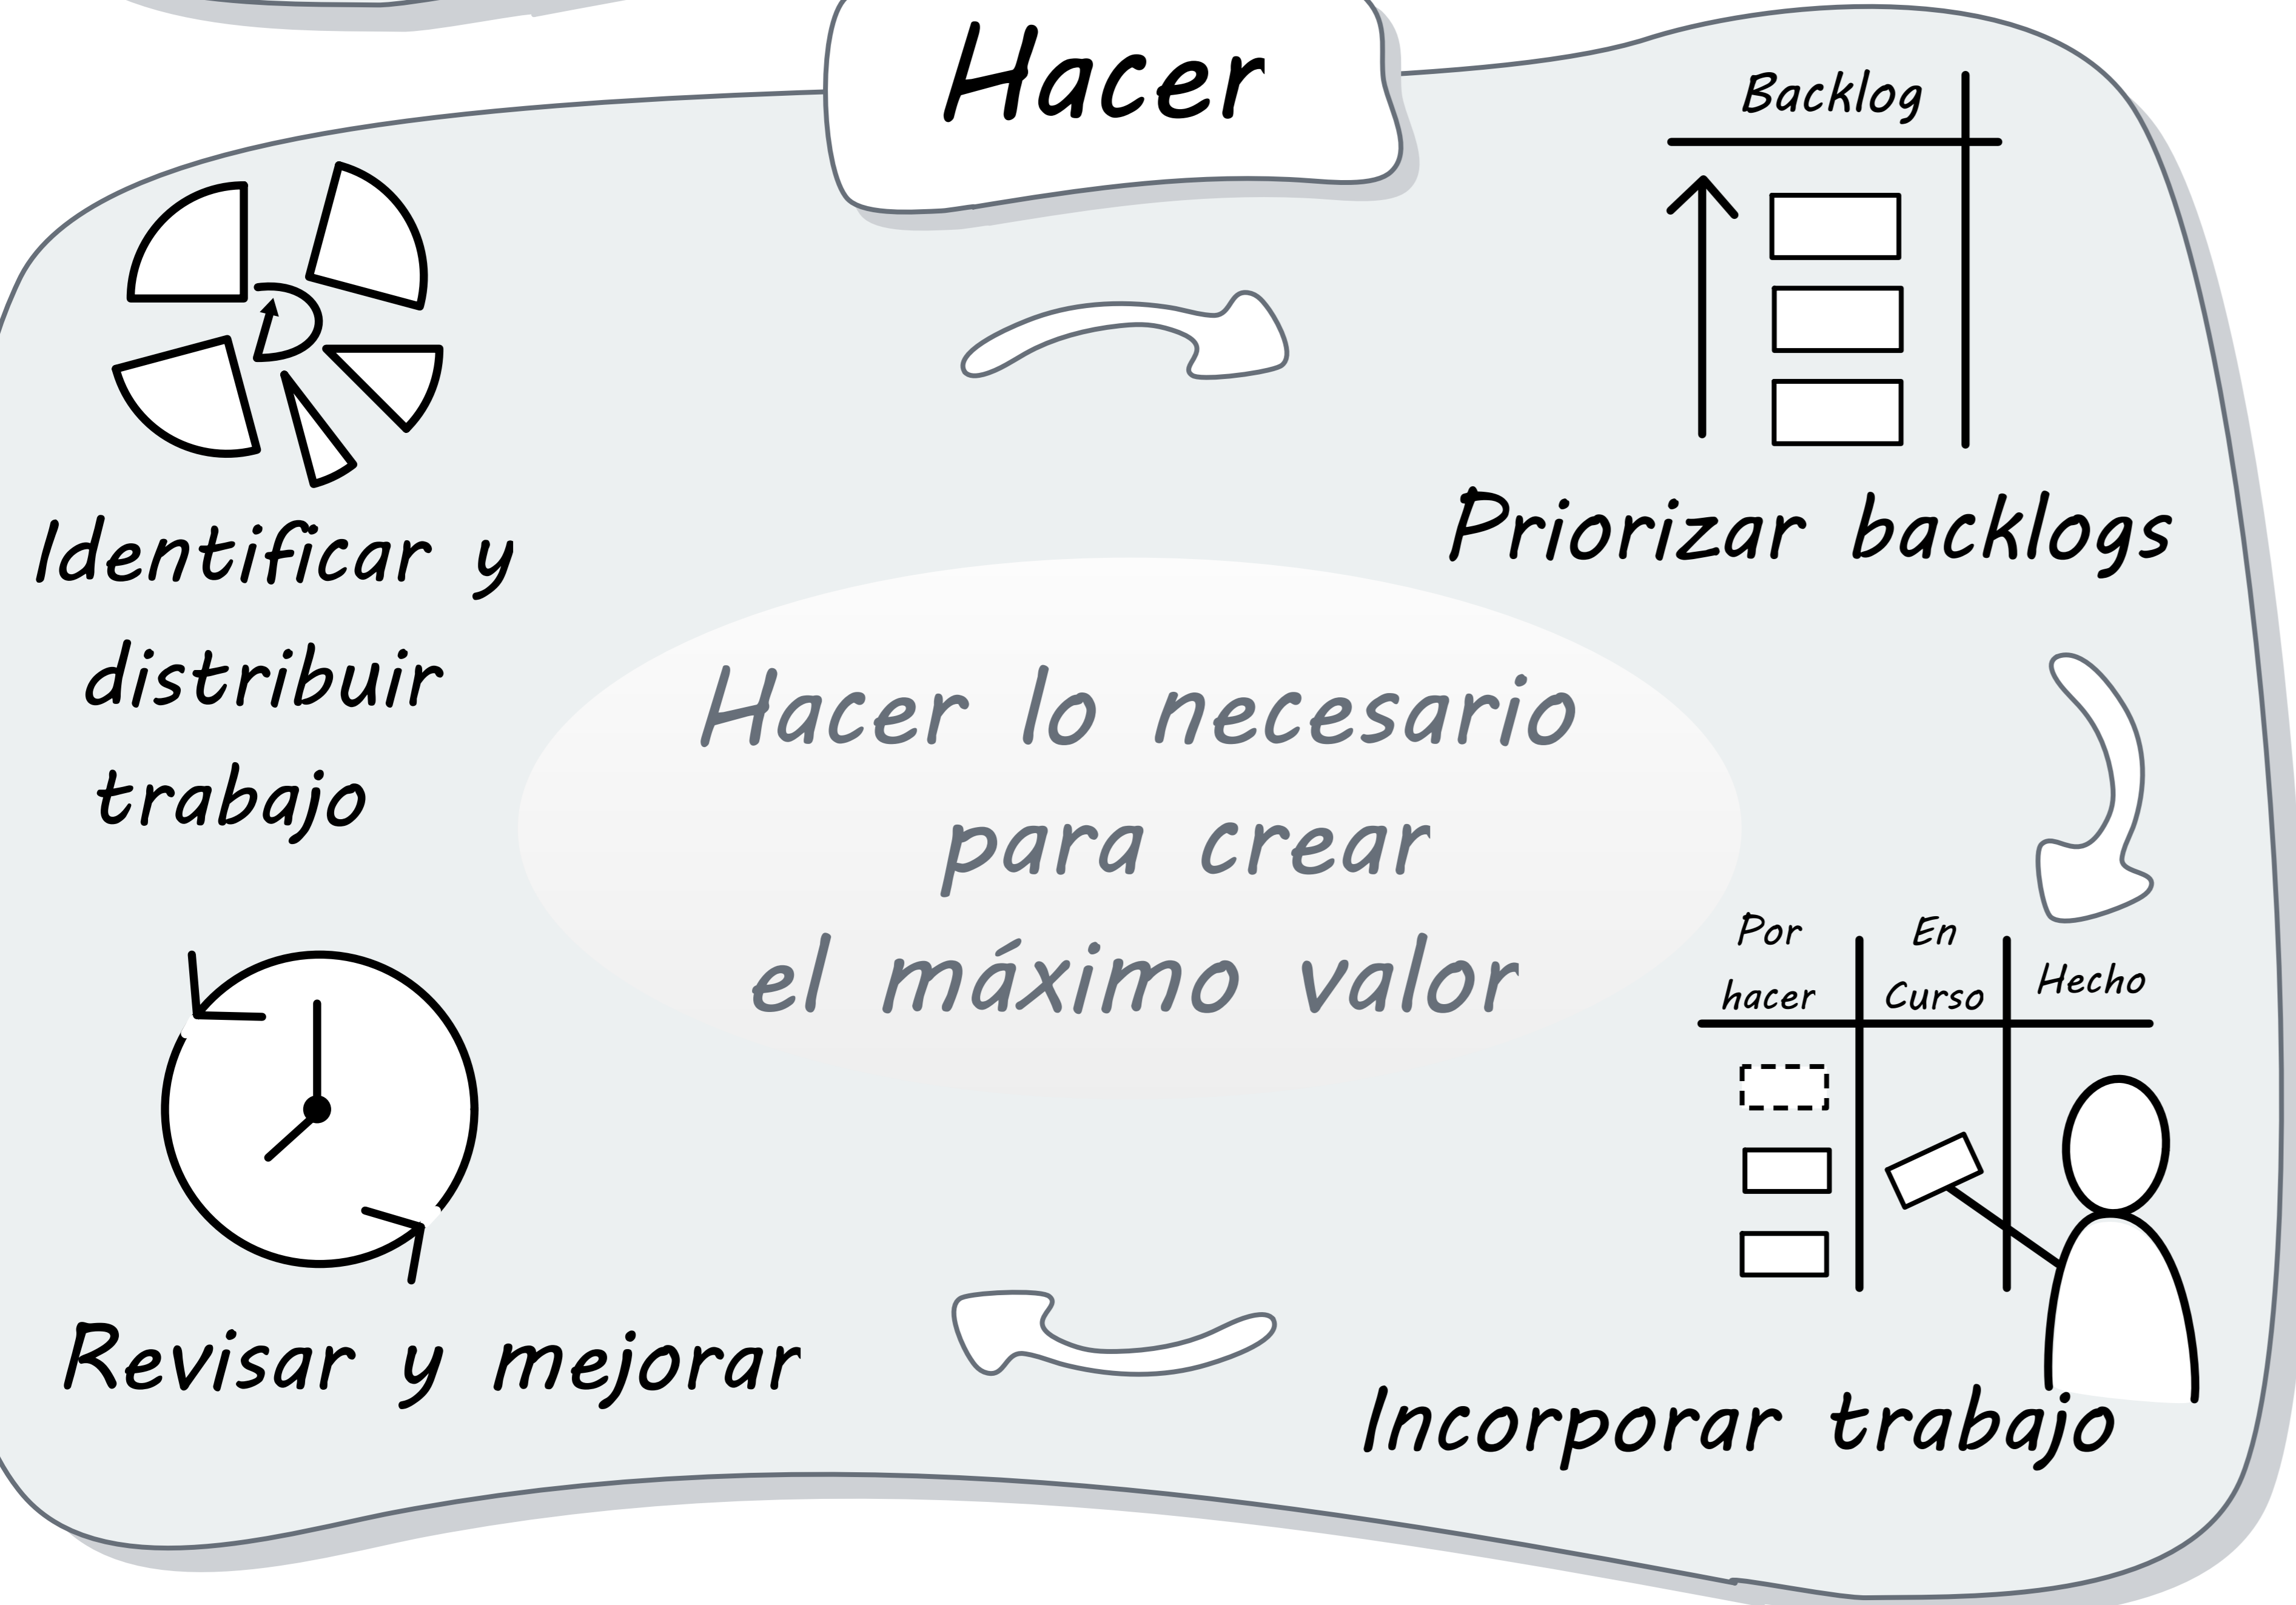 Hacer
Backlog
Identificar y
distribuir
trabajo
Priorizar backlogs
Hacer lo necesario
para crear
el máximo valor
Por
hacer
En
Curso
Hecho
Revisar y mejorar
Incorporar trabajo